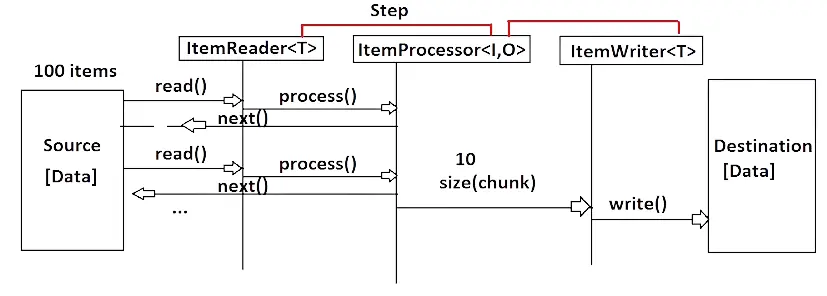 Step
ItemReader<T>
ItemProcessor<I,O>
ItemWriter<T>
100 items
read()
process()
next()
Source
[Data]
read()
process()
next()
...
10
size(chunk)
write()
Destination
[Data]